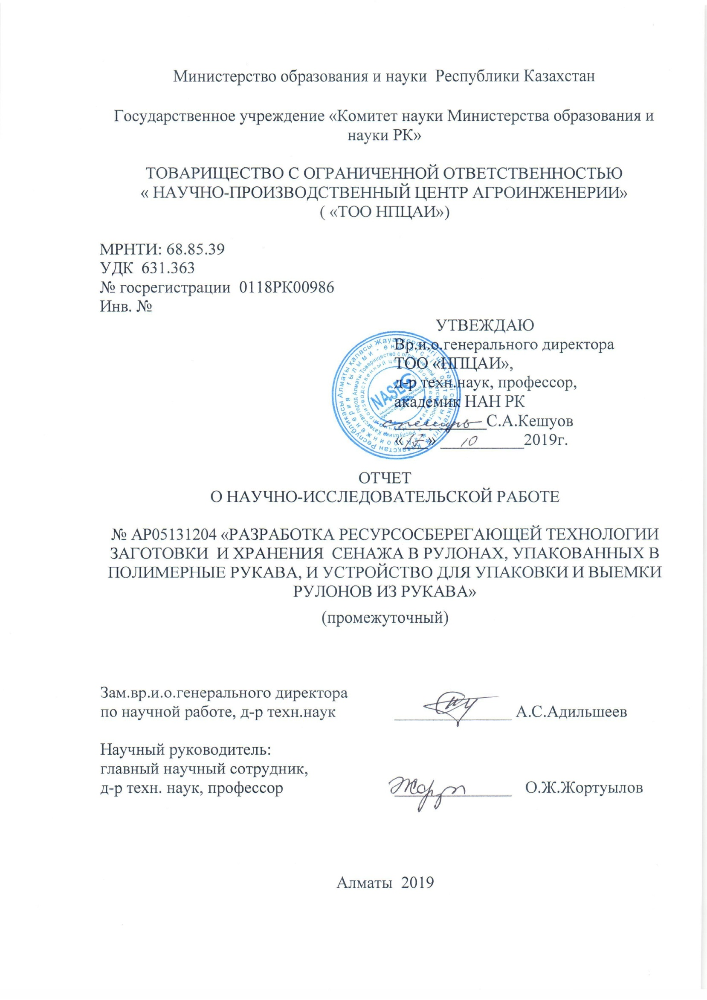 Министерство образования и науки Республики Казахстан
Государственное учреждение «Комитет науки Министерства образования и
науки РК»
ТОВАРИЩЕСТВО С ОГРАНИЧЕННОЙ ОТВЕТСТВЕННОСТЬЮ
« НАУЧНО-ПРОИЗВОДСТВЕННЫЙ ЦЕНТР АГРОИНЖЕНЕРИИ»
( «ТОО НПЦАИ»)
МРНТИ: 68.85.39
УДК 631.363
№ госрегистрации 0118РК00986
Инв. №
УТВЕЖДАЮ
Вр.и.о.генерального директора
ТОО «НПЦАИ»,
д-р техн.наук, профессор,
академик НАН РК
С.А.Кешуов
« » 10 2019г.
NASEC
ОТЧЕТ
О НАУЧНО-ИССЛЕДОВАТЕЛЬСКОЙ РАБОТЕ
№ АР05131204 «РАЗРАБОТКА РЕСУРСОСБЕРЕГАЮЩЕЙ ТЕХНОЛОГИИ
ЗАГОТОВКИ И ХРАНЕНИЯ СЕНАЖА В РУЛОНАХ, УПАКОВАННЫХ В
ПОЛИМЕРНЫЕ РУКАВА, И УСТРОЙСТВО ДЛЯ УПАКОВКИ И ВЫЕМКИ
РУЛОНОВ ИЗ РУКАВА»
(промежуточный)
Зам.вр.и.о.генерального директора
по научной работе, д-р техн.наук А.С.Адильшеев
Научный руководитель:
главный научный сотрудник,
д-р техн. наук, профессор О.Ж.Жортуылов
Алматы 2019